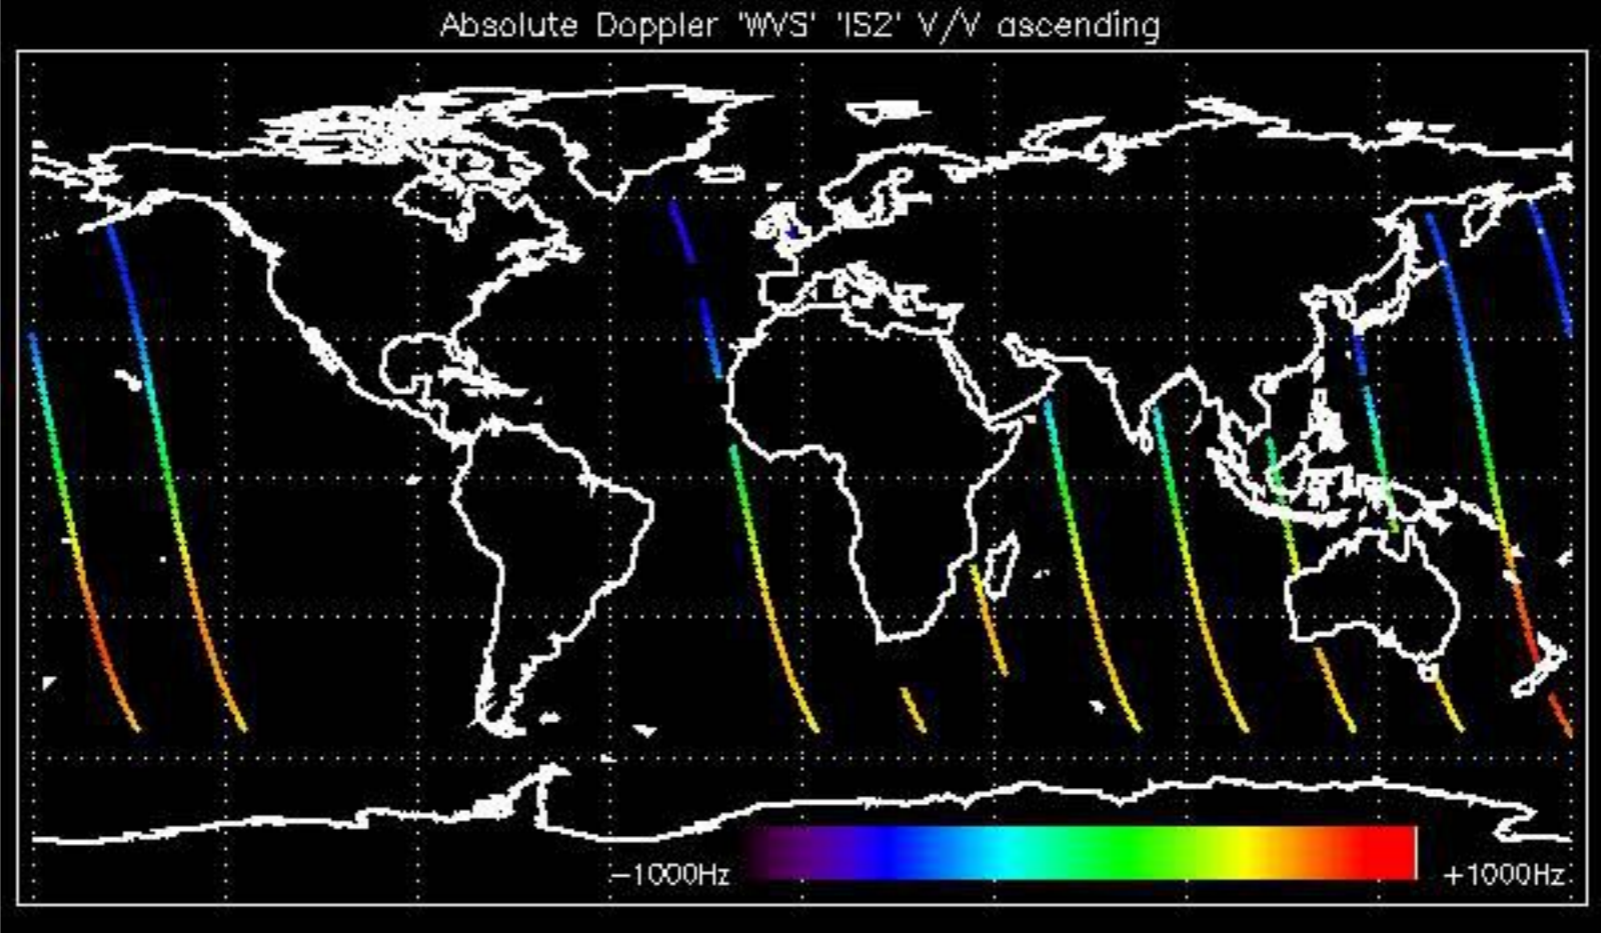 Absolute Doppler 'WVS' 'IS2' V/V ascending
-1000Hz +1000Hz